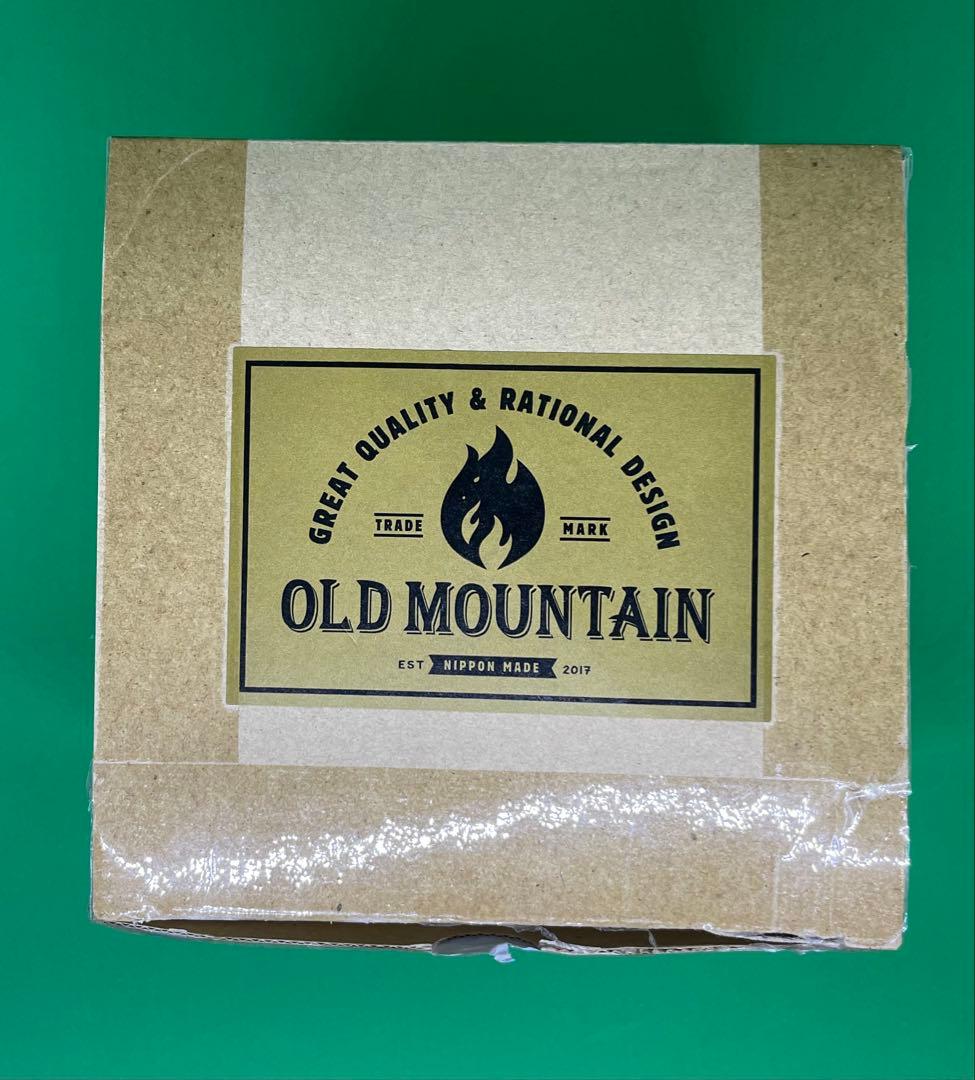 GREAT QUALITY & RATIONAL DESIGN
TRADE MARK
OLD MOUNTAIN
EST NIPPON MADE 2017